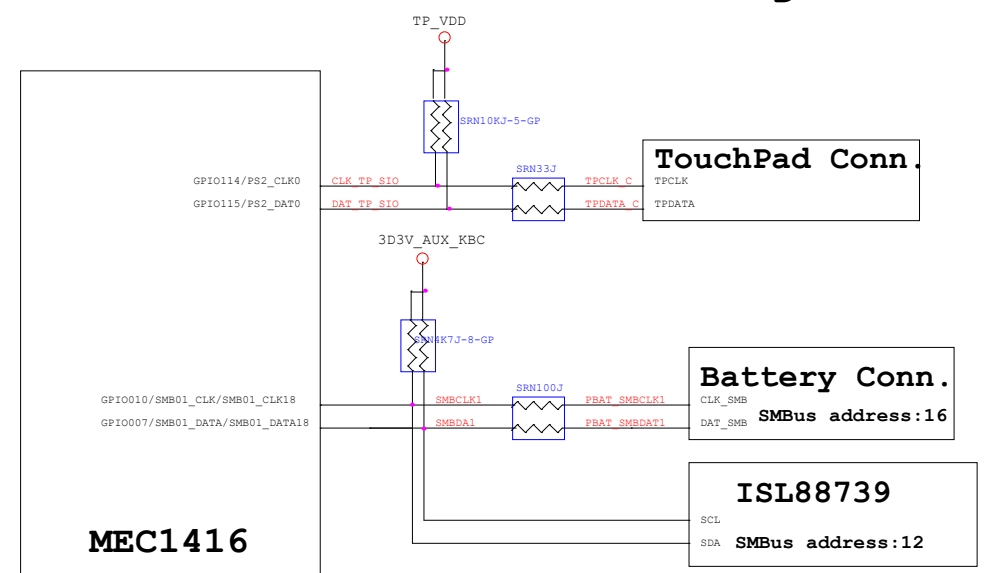 TP_VDD
SRN10KJ-5-GP
TouchPad Conn.
SRN33J
GPIO114/PS2_CLK0 CLK_TP_SIO TPCLK_C TPCLK
GPIO115/PS2_DAT0 DAT_TP_SIO TPDATA_C TPDATA
3D3V_AUX_KBC
SRN4K7J-8-GP
Battery Conn.
SRN100J
GPIO010/SMB01_CLK/SMB01_CLK18 SMBCLK1 PBAT_SMBCLK1 CLK_SMB
SMBus address:16
GPIO007/SMB01_DATA/SMB01_DATA18 SMBDA1 PBAT_SMBDAT1 DAT_SMB
ISL88739
SCL
MEC1416
SDA SMBus address:12